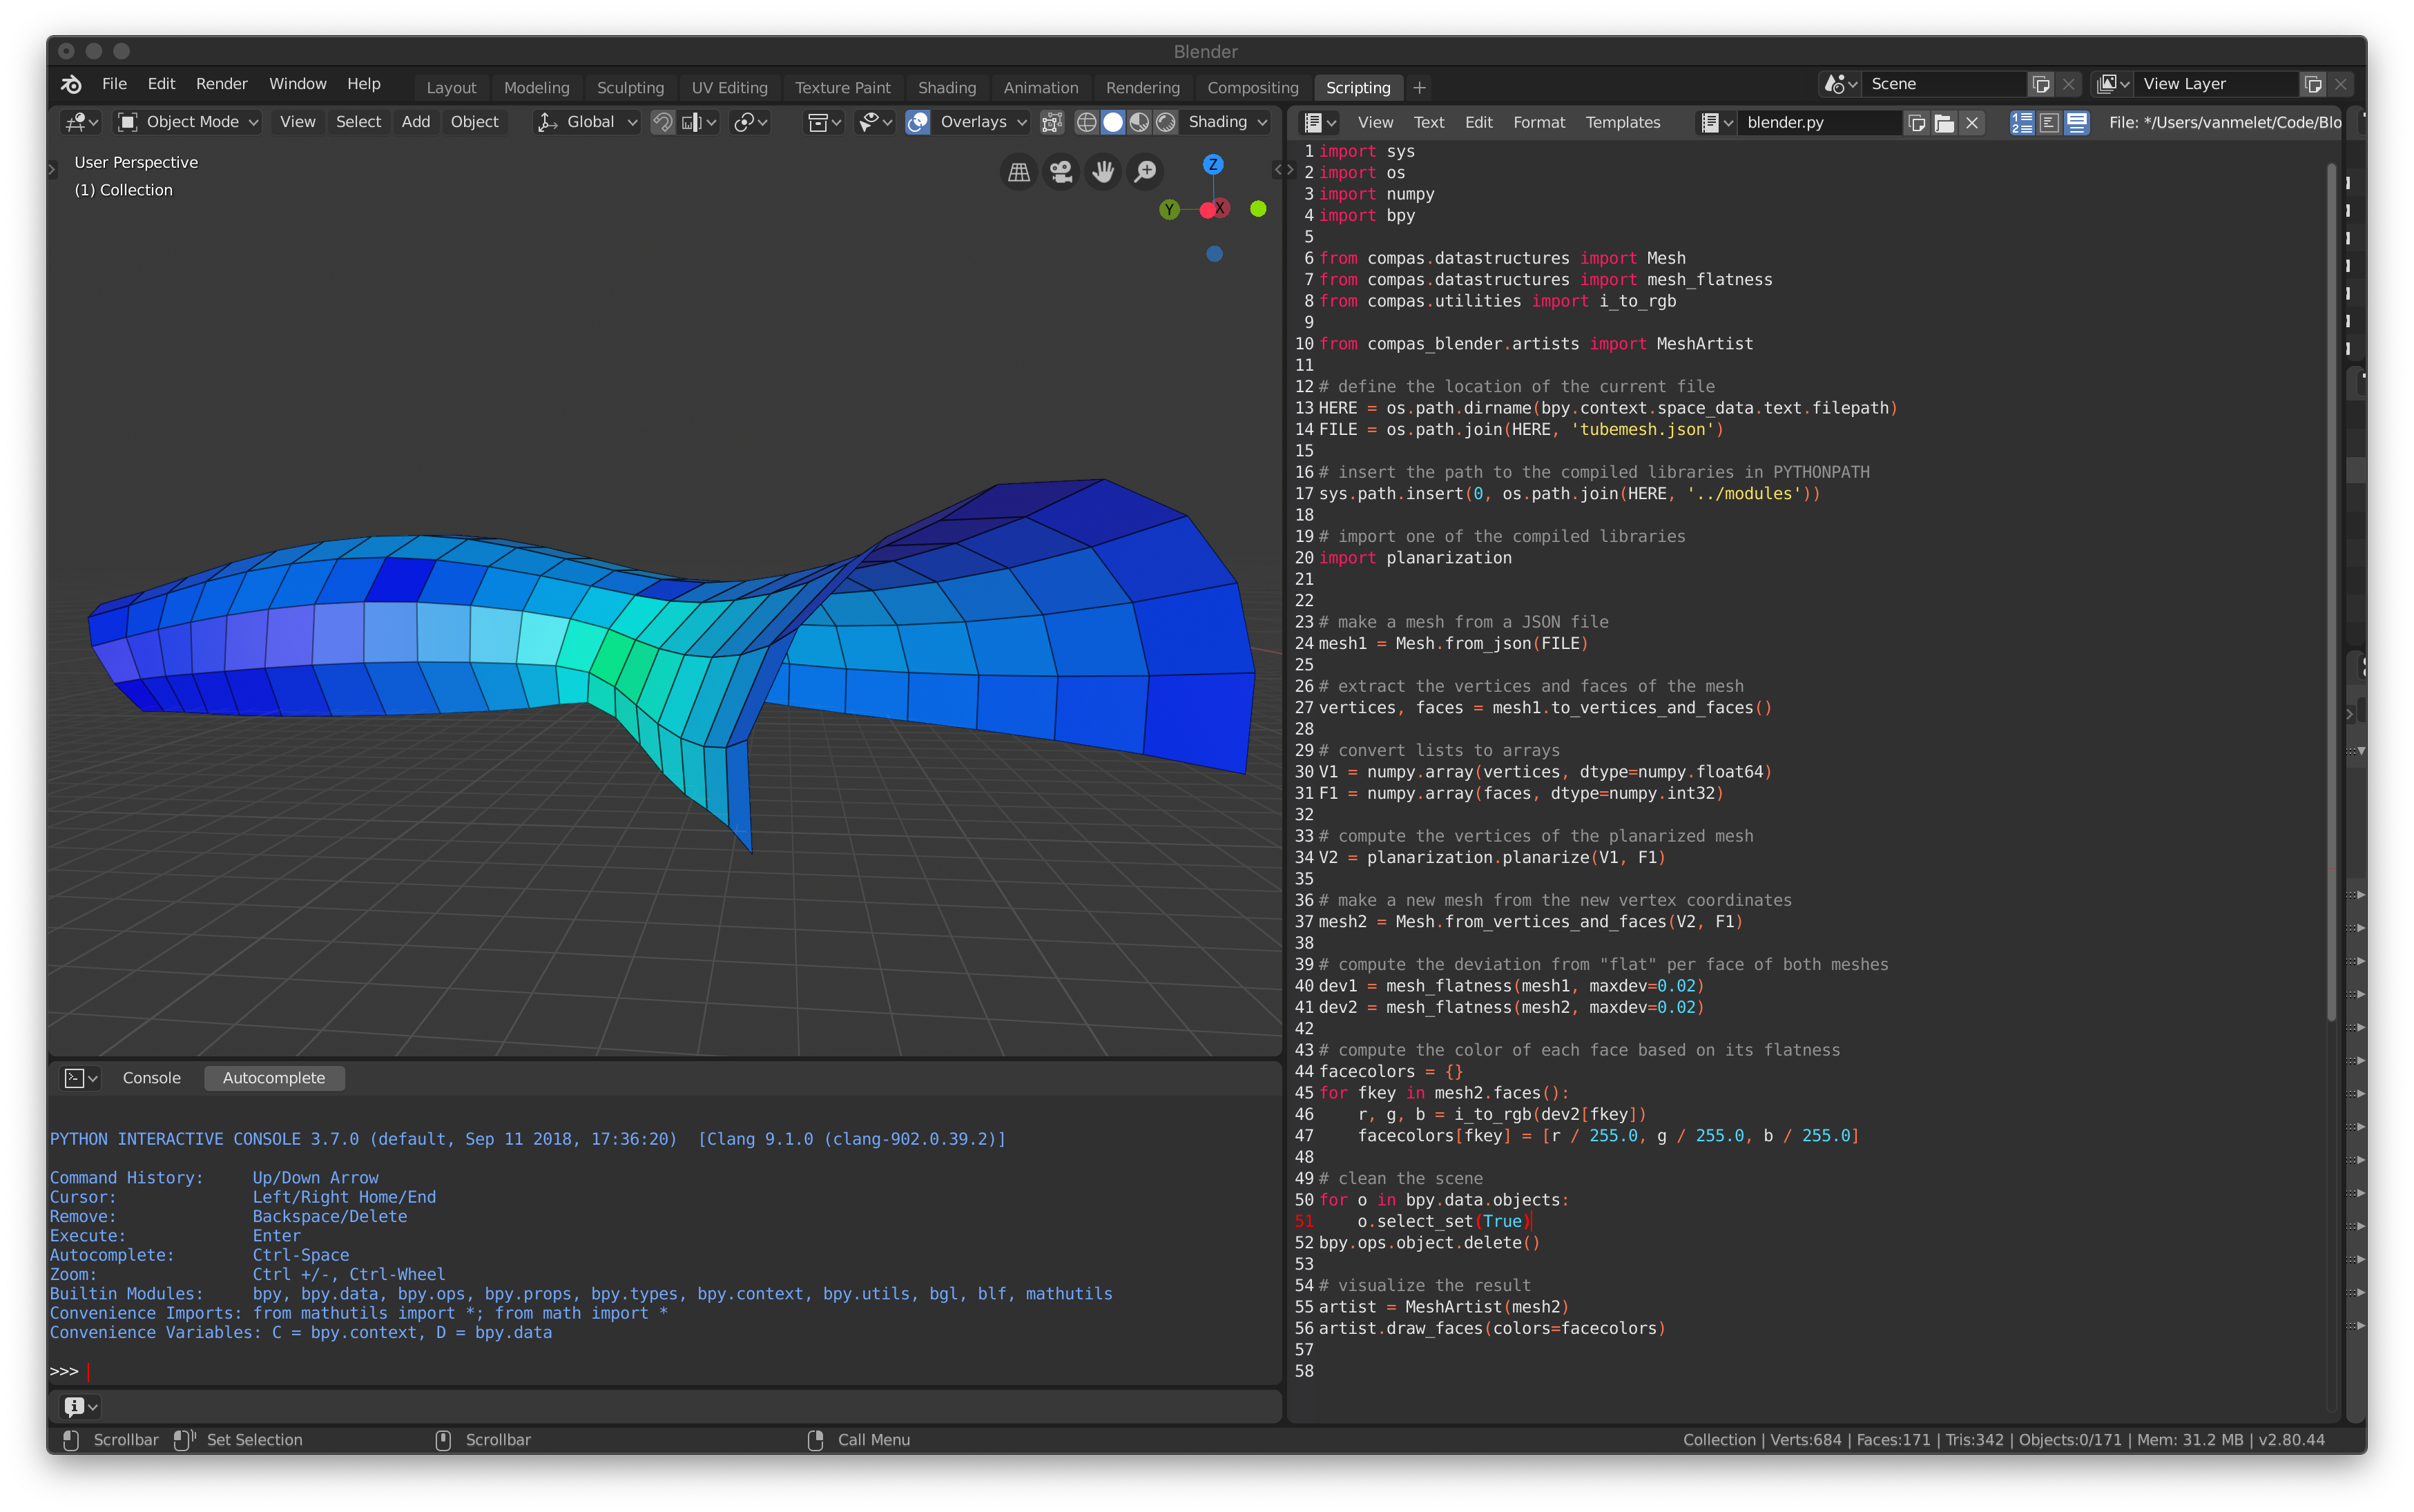 Blender
File Edit Render Window Help Layout Modeling Sculpting UV Editing Texture Paint Shading Animation Rendering Compositing Scripting + Scene View Layer
Object Mode View Select Add Object Global Overlays Shading
View Text Edit Format Templates blender.py File: */Users/vanmelet/Code/Blo
User Perspective
(1) Collection
Z
Y X
1 import sys
2 import os
3 import numpy
4 import bpy
5
6 from compas.datastructures import Mesh
7 from compas.datastructures import mesh_flatness
8 from compas.utilities import i_to_rgb
9
10 from compas_blender.artists import MeshArtist
11
12 # define the location of the current file
13 HERE = os.path.dirname(bpy.context.space_data.text.filepath)
14 FILE = os.path.join(HERE, 'tubemesh.json')
15
16 # insert the path to the compiled libraries in PYTHONPATH
17 sys.path.insert(0, os.path.join(HERE, '../modules'))
18
19 # import one of the compiled libraries
20 import planarization
21
22
23 # make a mesh from a JSON file
24 mesh1 = Mesh.from_json(FILE)
25
26 # extract the vertices and faces of the mesh
27 vertices, faces = mesh1.to_vertices_and_faces()
28
29 # convert lists to arrays
30 V1 = numpy.array(vertices, dtype=numpy.float64)
31 F1 = numpy.array(faces, dtype=numpy.int32)
32
33 # compute the vertices of the planarized mesh
34 V2 = planarization.planarize(V1, F1)
35
36 # make a new mesh from the new vertex coordinates
37 mesh2 = Mesh.from_vertices_and_faces(V2, F1)
38
39 # compute the deviation from "flat" per face of both meshes
40 dev1 = mesh_flatness(mesh1, maxdev=0.02)
41 dev2 = mesh_flatness(mesh2, maxdev=0.02)
42
43 # compute the color of each face based on its flatness
44 facecolors = {}
45 for fkey in mesh2.faces():
46     r, g, b = i_to_rgb(dev2[fkey])
47     facecolors[fkey] = [r / 255.0, g / 255.0, b / 255.0]
48
49 # clean the scene
50 for o in bpy.data.objects:
51     o.select_set(True)
52 bpy.ops.object.delete()
53
54 # visualize the result
55 artist = MeshArtist(mesh2)
56 artist.draw_faces(colors=facecolors)
57
58
Console Autocomplete
PYTHON INTERACTIVE CONSOLE 3.7.0 (default, Sep 11 2018, 17:36:20)  [Clang 9.1.0 (clang-902.0.39.2)]
Command History:     Up/Down Arrow
Cursor:              Left/Right Home/End
Remove:              Backspace/Delete
Execute:             Enter
Autocomplete:        Ctrl-Space
Zoom:                Ctrl +/-, Ctrl-Wheel
Builtin Modules:     bpy, bpy.data, bpy.ops, bpy.props, bpy.types, bpy.context, bpy.utils, bgl, blf, mathutils
Convenience Imports: from mathutils import *; from math import *
Convenience Variables: C = bpy.context, D = bpy.data
>>>
Scrollbar Set Selection Scrollbar Call Menu Collection | Verts:684 | Faces:171 | Tris:342 | Objects:0/171 | Mem: 31.2 MB | v2.80.44